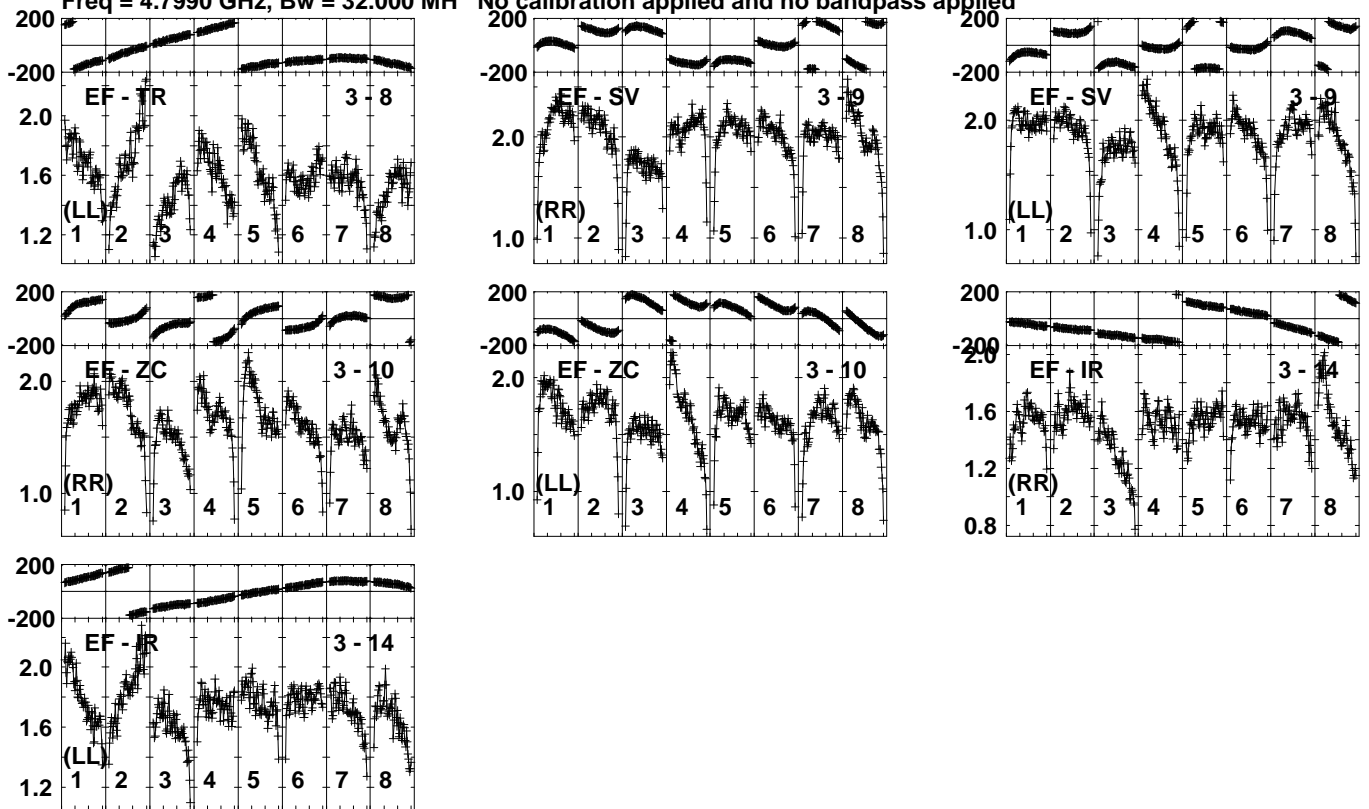 Freq = 4.7990 GHz, Bw = 32.000 MH No calibration applied and no bandpass applied
200
-200
EF - TR 3 - 8
2.0
1.6
1.2
(LL)
1 2 3 4 5 6 7 8
200
-200
EF - SV 3 - 9
2.0
1.0
(RR)
1 2 3 4 5 6 7 8
200
-200
EF - SV 3 - 9
2.0
1.0
(LL)
1 2 3 4 5 6 7 8
200
-200
EF - ZC 3 - 10
2.0
1.0
(RR)
1 2 3 4 5 6 7 8
200
-200
EF - ZC 3 - 10
2.0
1.0
(LL)
1 2 3 4 5 6 7 8
200
-200
2.0
EF - IR 3 - 14
1.6
1.2
0.8
(RR)
1 2 3 4 5 6 7 8
200
-200
EF - IR 3 - 14
2.0
1.6
1.2
(LL)
1 2 3 4 5 6 7 8